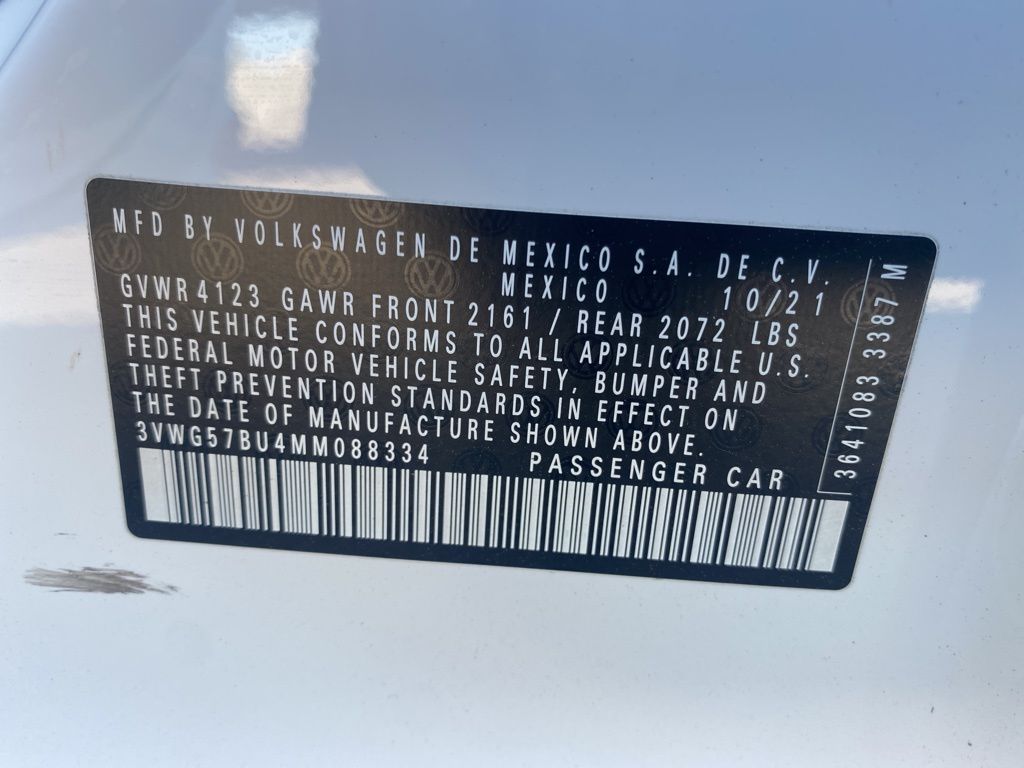 MFD BY VOLKSWAGEN DE MEXICO S.A. DE C.V.
MEXICO 10/21
GVWR 4123 GAWR FRONT 2161 / REAR 2072 LBS
THIS VEHICLE CONFORMS TO ALL APPLICABLE U.S.
FEDERAL MOTOR VEHICLE SAFETY, BUMPER AND
THEFT PREVENTION STANDARDS IN EFFECT ON
THE DATE OF MANUFACTURE SHOWN ABOVE.
3VWG57BU4MM088334 PASSENGER CAR
3641083 3387 M